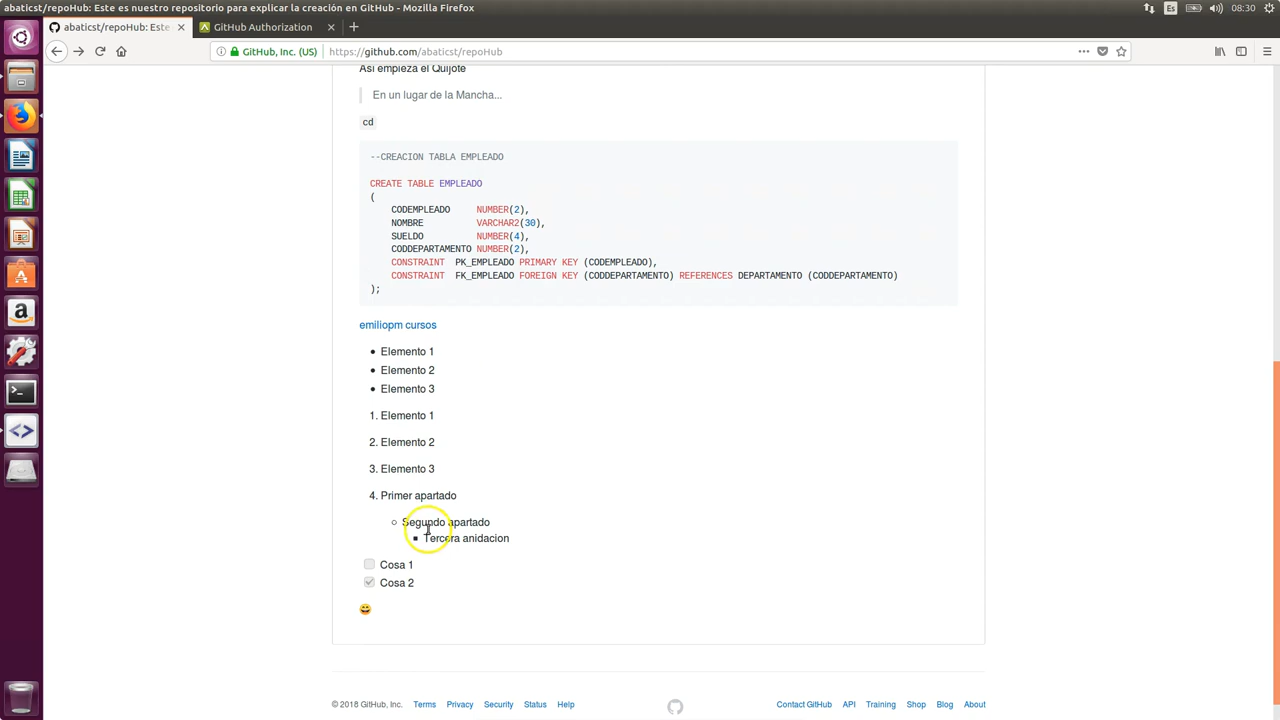 abaticst/repoHub: Este es nuestro repositorio para explicar la creación en GitHub - Mozilla Firefox
Es
08:30
abaticst/repoHub: Este
GitHub Authorization
GitHub, Inc. (US)
https://github.com/abaticst/repoHub
Así empieza el Quijote
En un lugar de la Mancha...
cd
--CREACION TABLA EMPLEADO
CREATE TABLE EMPLEADO
(
CODEMPLEADO NUMBER(2),
NOMBRE VARCHAR2(30),
SUELDO NUMBER(4),
CODDEPARTAMENTO NUMBER(2),
CONSTRAINT PK_EMPLEADO PRIMARY KEY (CODEMPLEADO),
CONSTRAINT FK_EMPLEADO FOREIGN KEY (CODDEPARTAMENTO) REFERENCES DEPARTAMENTO (CODDEPARTAMENTO)
);
emiliopm cursos
• Elemento 1
• Elemento 2
• Elemento 3
1. Elemento 1
2. Elemento 2
3. Elemento 3
4. Primer apartado
Segundo apartado
Tercera anidacion
Cosa 1
Cosa 2
© 2018 GitHub, Inc. Terms Privacy Security Status Help Contact GitHub API Training Shop Blog About